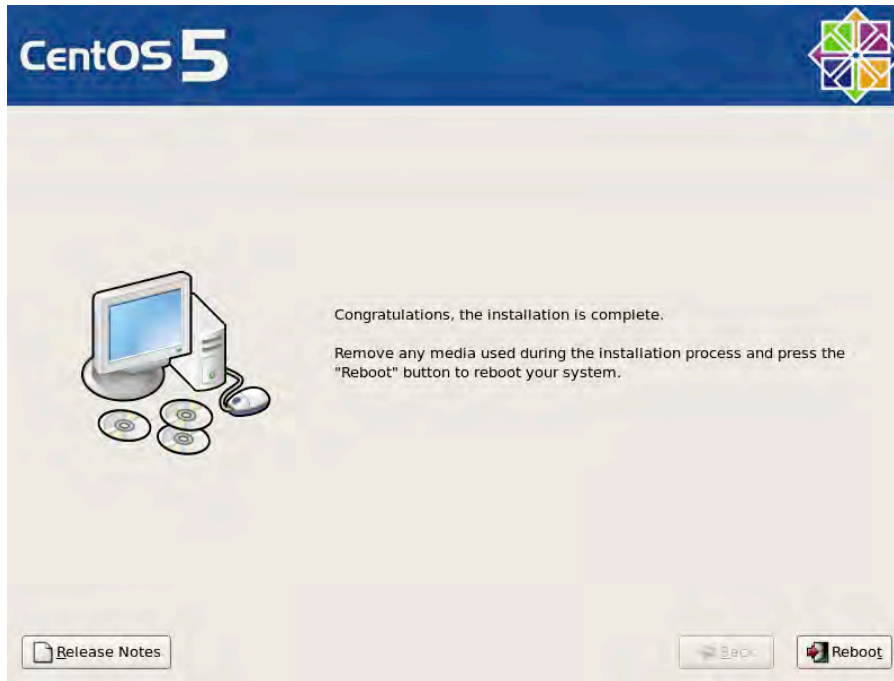 CentOS 5
Congratulations, the installation is complete.
Remove any media used during the installation process and press the
"Reboot" button to reboot your system.
Release Notes
Back
Reboot